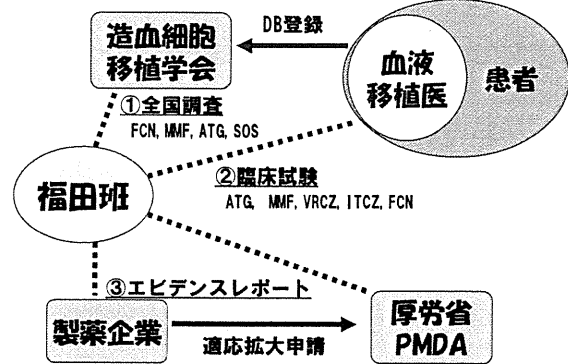 造血細胞
移植学会
DB登録
血液
移植医
患者
①全国調査
FCN, MMF, ATG, SOS
福田班
②臨床試験
ATG, MMF, VRCZ, ITCZ, FCN
③エビデンスレポート
製薬企業
適応拡大申請
厚労省
PMDA